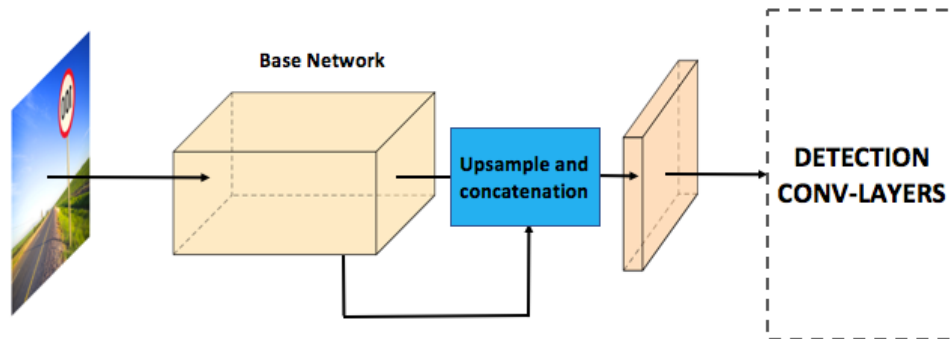 Base Network
Upsample and
concatenation
DETECTION
CONV-LAYERS